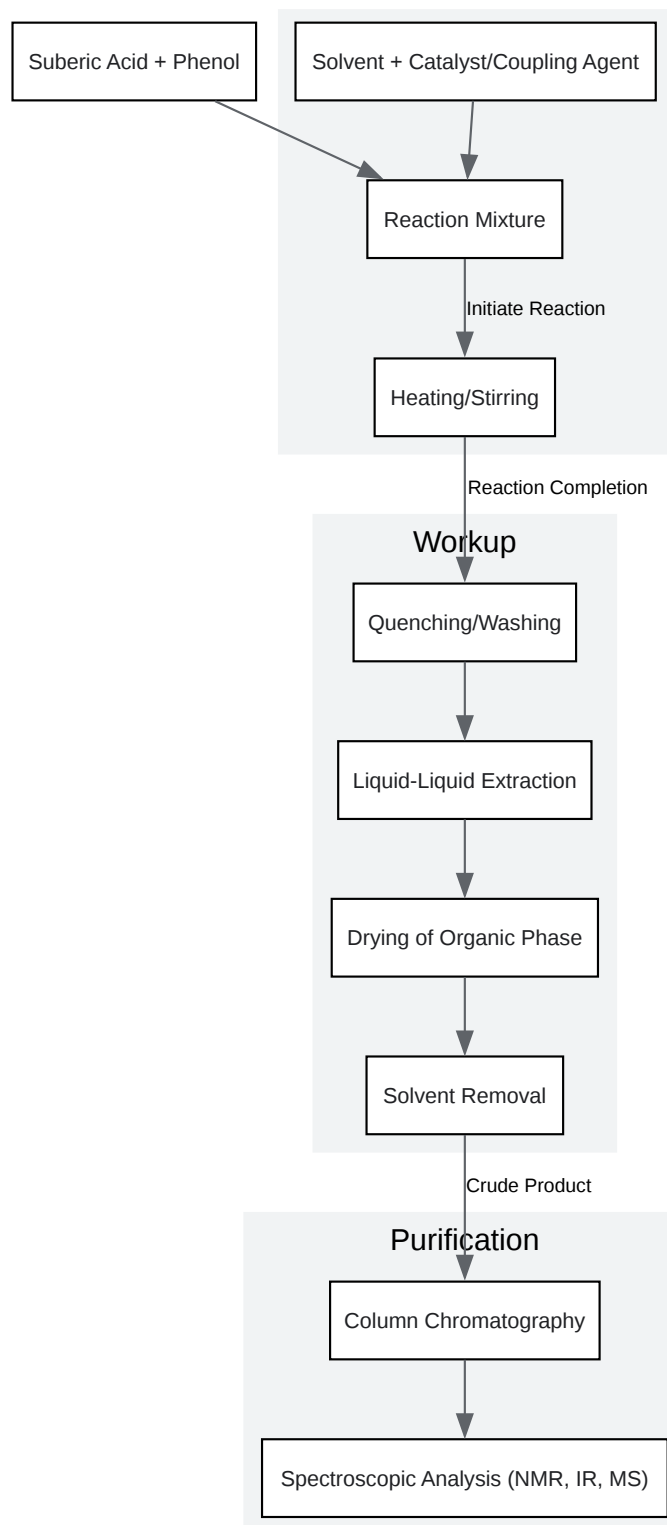 Suberic Acid + Phenol
Solvent + Catalyst/Coupling Agent
Reaction Mixture
Initiate Reaction
Heating/Stirring
Reaction Completion
Workup
Quenching/Washing
Liquid-Liquid Extraction
Drying of Organic Phase
Solvent Removal
Crude Product
Purification
Column Chromatography
Spectroscopic Analysis (NMR, IR, MS)